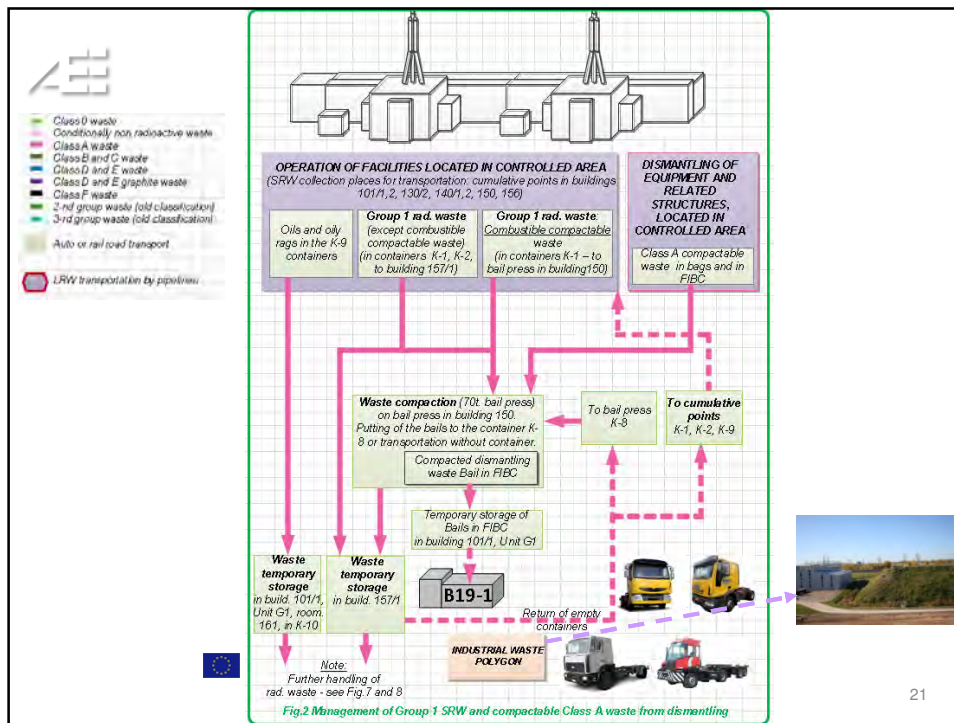 21
AEI
Class 0 waste
Conditionally non radioactive waste
Class A waste
Class B and C waste
Class D and E waste
Class D and E graphite waste
Class F waste
2-nd group waste (old classification)
3-rd group waste (old classification)
Auto or rail road transport
LRW transportation by pipelines
OPERATION OF FACILITIES LOCATED IN CONTROLLED AREA
(SRW collection places for transportation: cumulative points in buildings
101/1,2, 130/2, 140/1,2, 150, 156)
Oils and oily
rags in the K-9
containers
Group 1 rad. waste
(except combustible
compactable waste)
(in containers K-1, K-2,
to building 157/1)
Group 1 rad. waste:
Combustible compactable
waste
(in containers K-1 – to
bail press in building150)
DISMANTLING OF
EQUIPMENT AND
RELATED
STRUCTURES,
LOCATED IN
CONTROLLED AREA
Class A compactable
waste in bags and in
FIBC
Waste compaction (70t. bail press)
on bail press in building 150.
Putting of the bails to the container K-
8 or transportation without container.
Compacted dismantling
waste Bail in FIBC
To bail press
K-8
To cumulative
points
K-1, K-2, K-9
Temporary storage of
Bails in FIBC
in building 101/1, Unit G1
Waste
temporary
storage
in build. 101/1,
Unit G1, room
161, in K-10
Waste
temporary
storage
in build. 157/1
B19-1
Return of empty
containers
INDUSTRIAL WASTE
POLYGON
Note:
Further handling of
rad. waste - see Fig.7 and 8
Fig.2 Management of Group 1 SRW and compactable Class A waste from dismantling